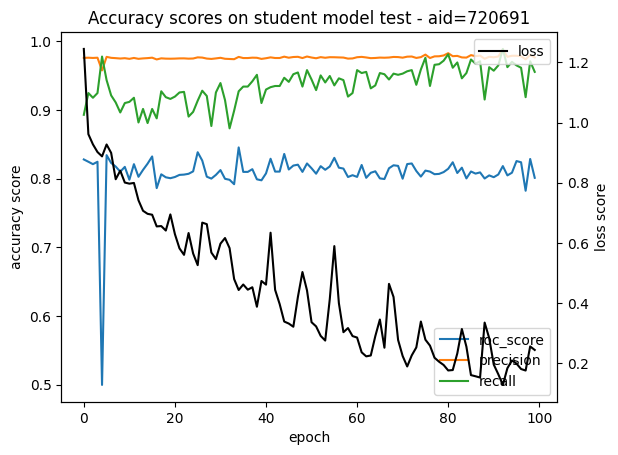 Accuracy scores on student model test - aid=720691
1.0
0.9
0.8
0.7
0.6
0.5
accuracy score
0
20
40
60
80
100
epoch
1.2
1.0
0.8
0.6
0.4
0.2
loss score
loss
roc_score
precision
recall